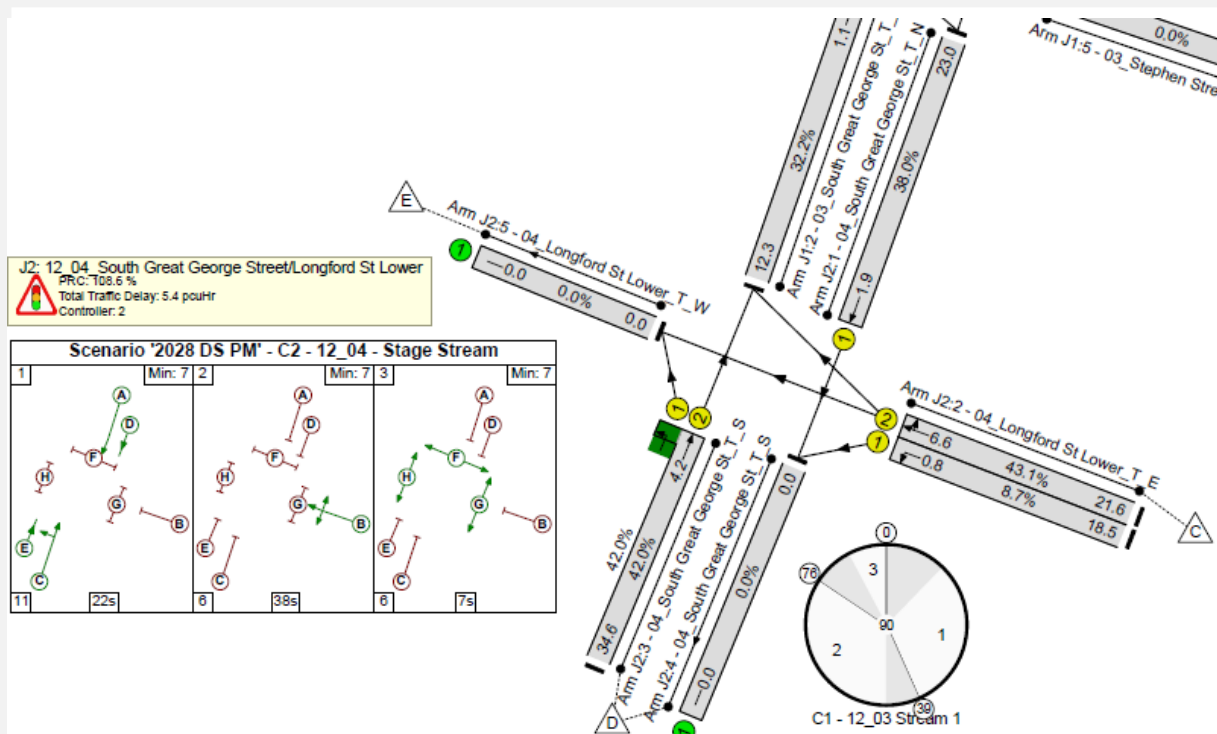 1.1
Arm J1:2 - 03_South Great George St_T_
32.2%
12.3
Arm J2:1 - 04_South Great George St_T_N
23.0
38.0%
1.9
1
0.0%
Arm J1:5 - 03_Stephen Stre
E
Arm J2:5 - 04_Longford St Lower_T_W
1
0.0
0.0%
0.0
J2: 12_04_South Great George Street/Longford St Lower
PRC: 108.6 %
Total Traffic Delay: 5.4 pcuHr
Controller: 2
Scenario '2028 DS PM' - C2 - 12_04 - Stage Stream
1
Min: 7
A
D
F
H
G
B
E
C
11
22s
2
Min: 7
A
D
F
H
G
B
E
C
6
38s
3
Min: 7
A
D
F
H
G
B
E
C
6
7s
1
2
4.2
42.0%
42.0%
34.6
Arm J2:3 - 04_South Great George St_T_S
Arm J2:4 - 04_South Great George St_T_S
0.0
0.0%
0.0
D
2
1
Arm J2:2 - 04_Longford St Lower_T_E
6.6
43.1%
21.6
0.8
8.7%
18.5
C
0
76
3
90
1
2
39
C1 - 12_03 Stream 1